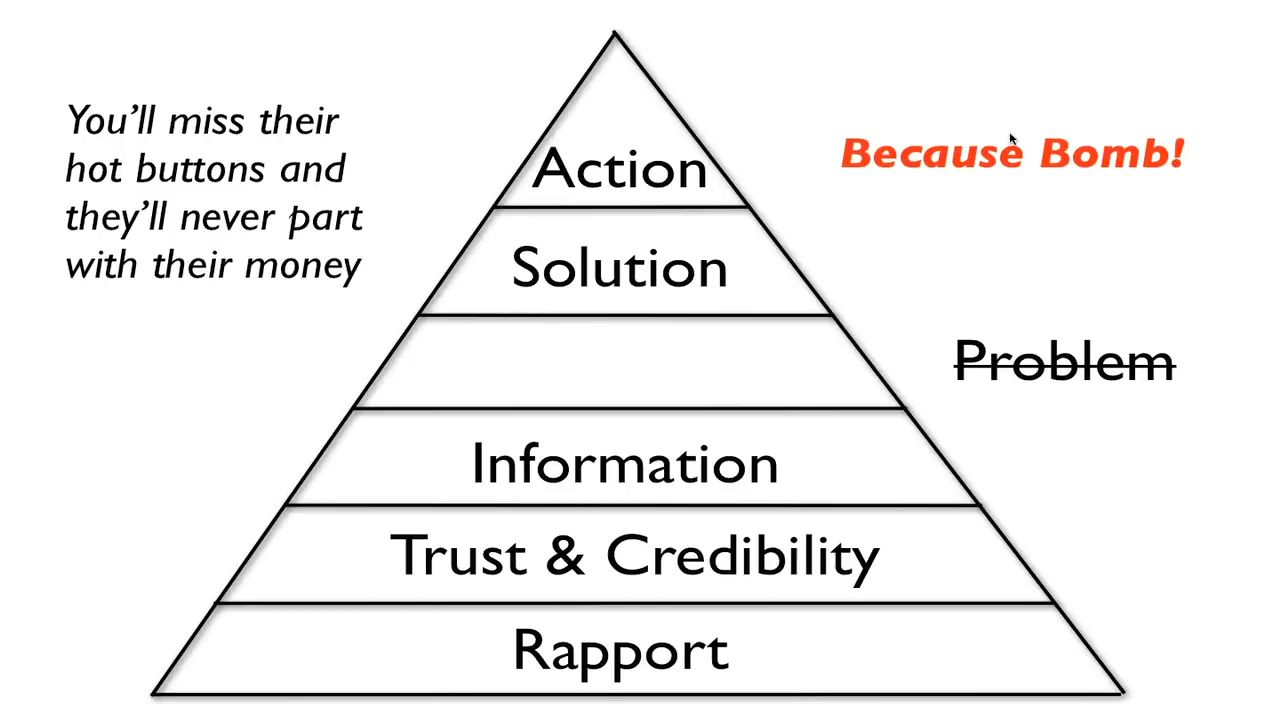 You'll miss their
hot buttons and
they'll never part
with their money
Because Bomb!
Action
Solution
Problem
Information
Trust & Credibility
Rapport